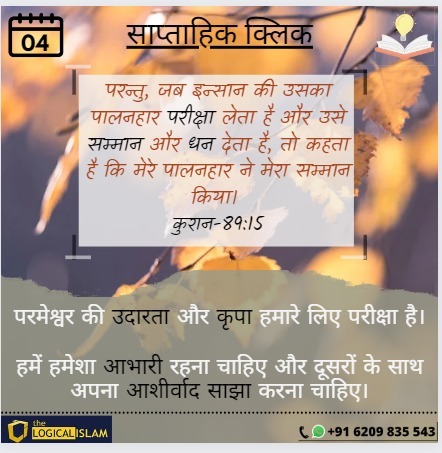 04
साप्ताहिक क्लिक
परन्तु, जब इन्सान की उसका
पालनहार परीक्षा लेता है और उसे
सम्मान और धन देता है, तो कहता
है कि मेरे पालनहार ने मेरा सम्मान
किया।
कुरान-89:15
परमेश्वर की उदारता और कृपा हमारे लिए परीक्षा है।
हमें हमेशा आभारी रहना चाहिए और दूसरों के साथ
अपना आशीर्वाद साझा करना चाहिए।
the
LOGICAL ISLAM
+91 6209 835 543